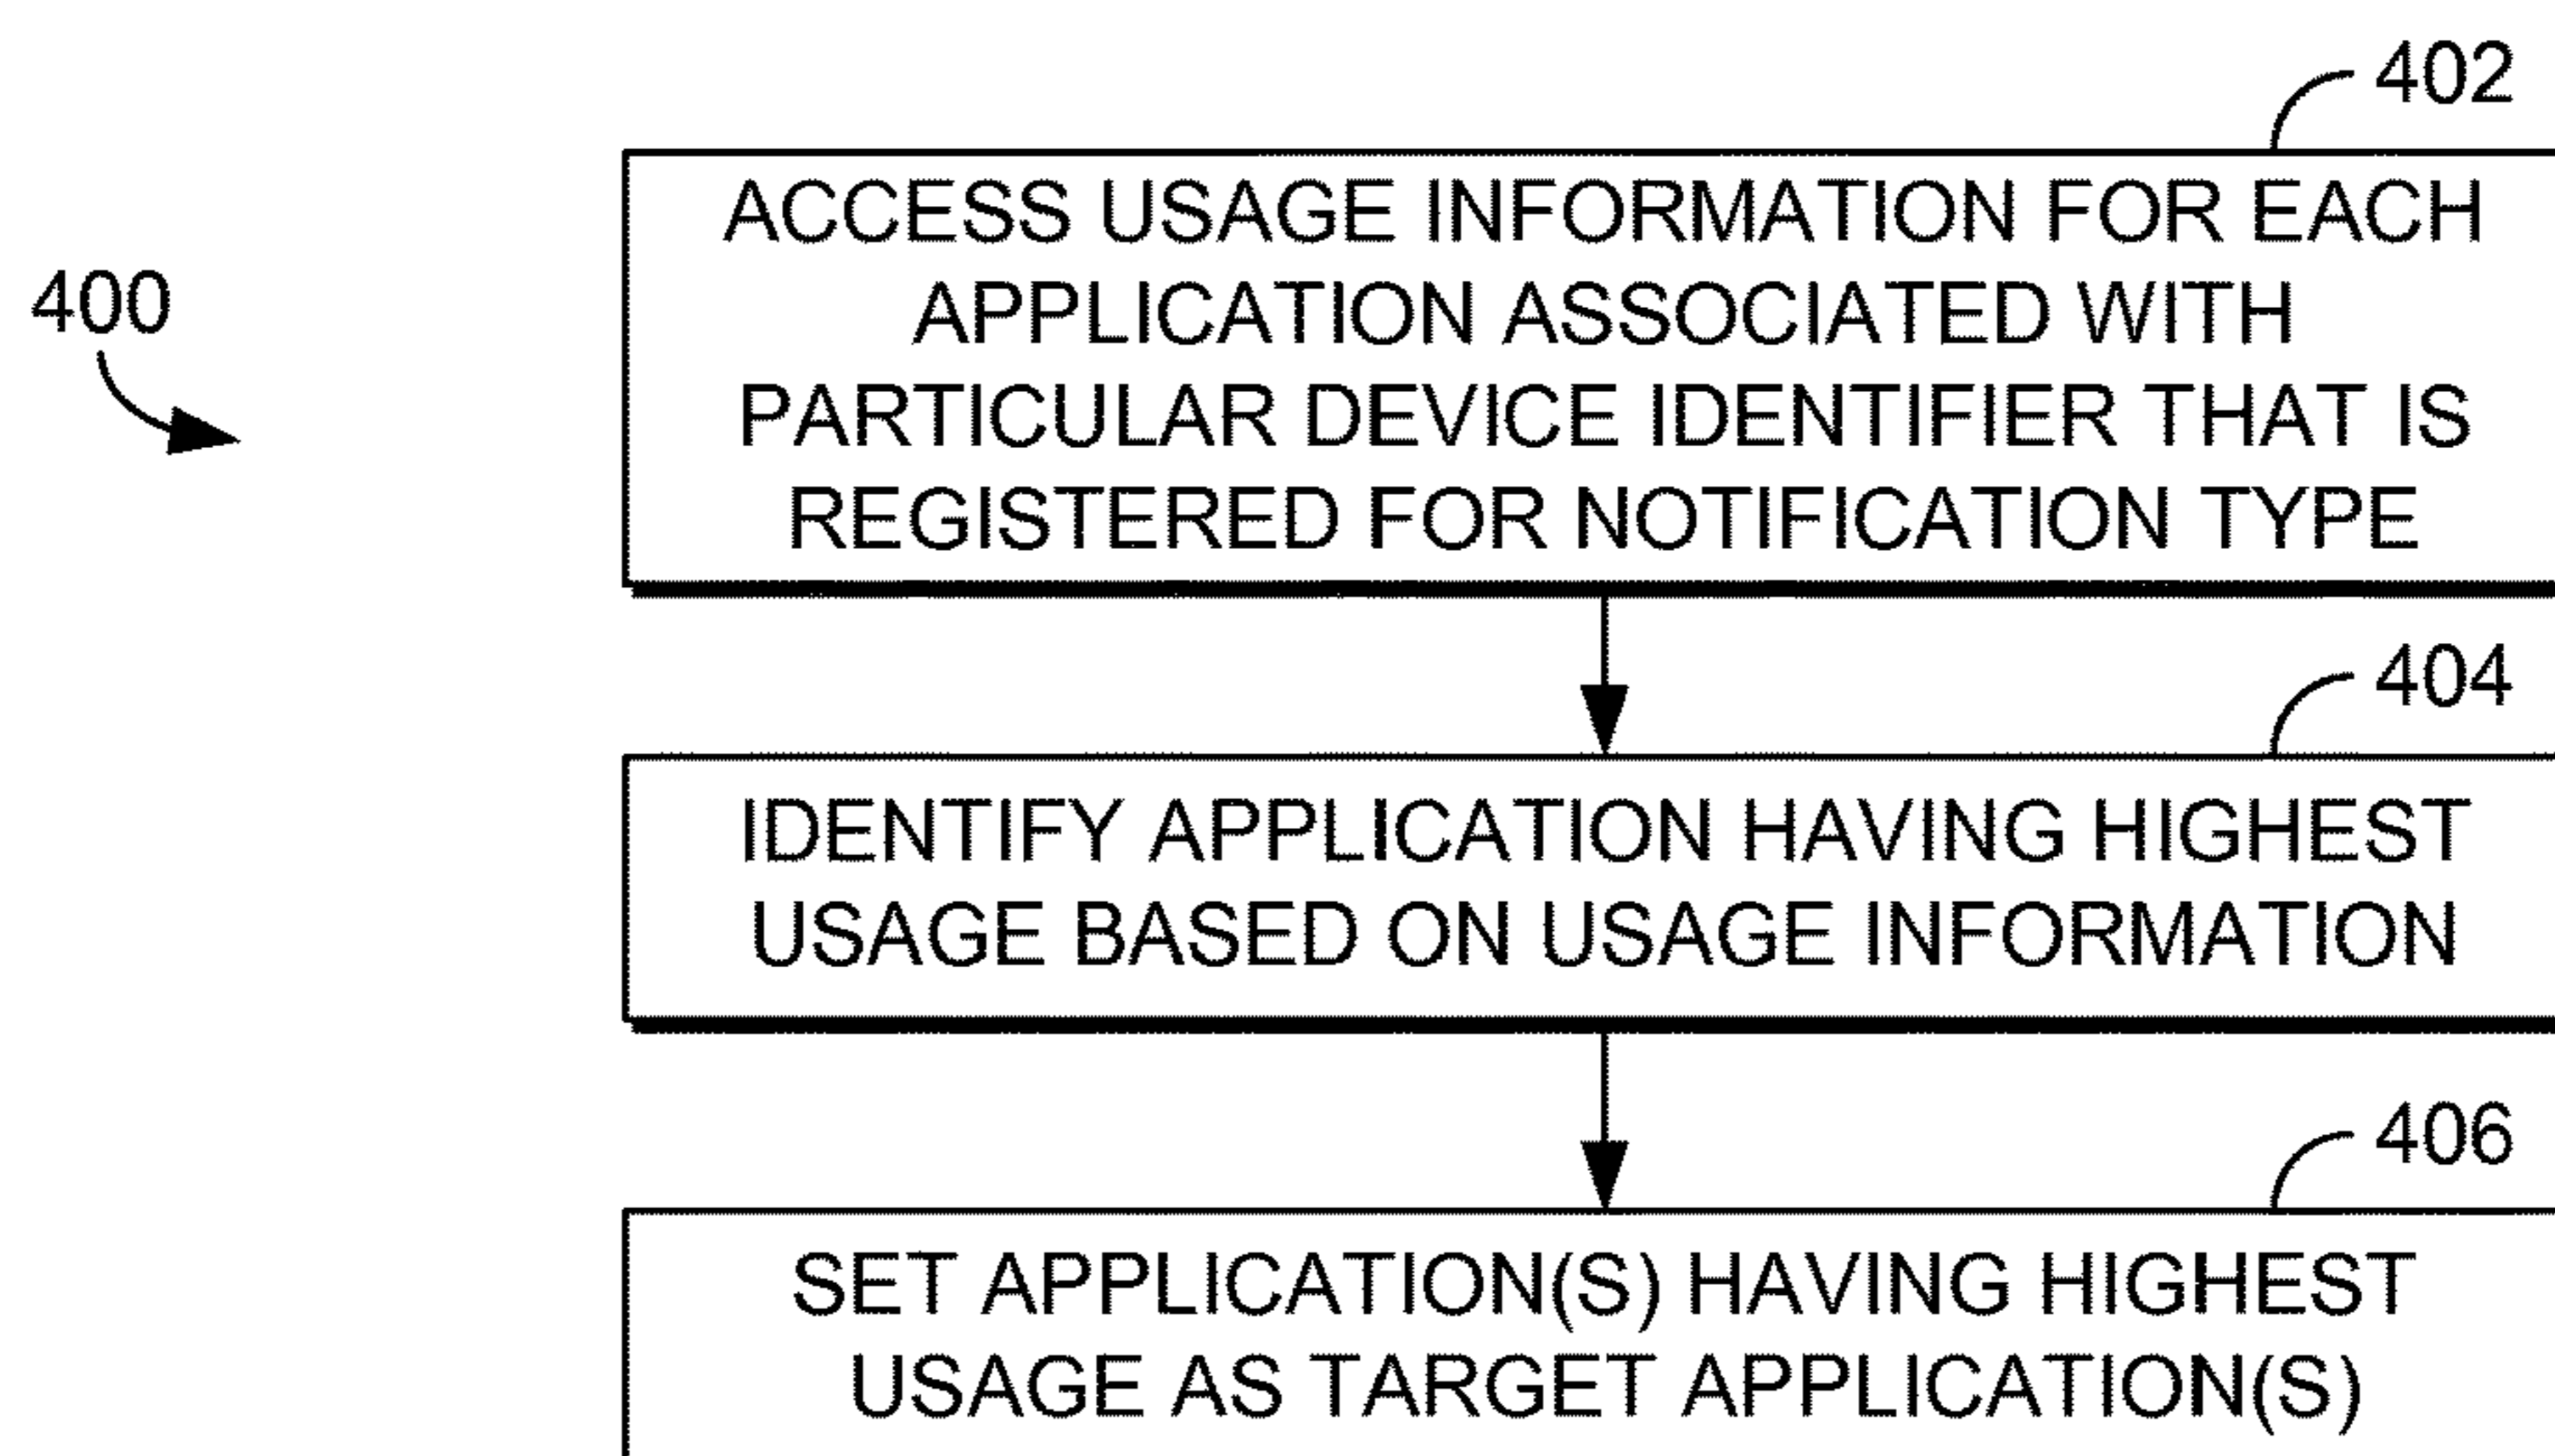 402
400
ACCESS USAGE INFORMATION FOR EACH
APPLICATION ASSOCIATED WITH
PARTICULAR DEVICE IDENTIFIER THAT IS
REGISTERED FOR NOTIFICATION TYPE
404
IDENTIFY APPLICATION HAVING HIGHEST
USAGE BASED ON USAGE INFORMATION
406
SET APPLICATION(S) HAVING HIGHEST
USAGE AS TARGET APPLICATION(S)